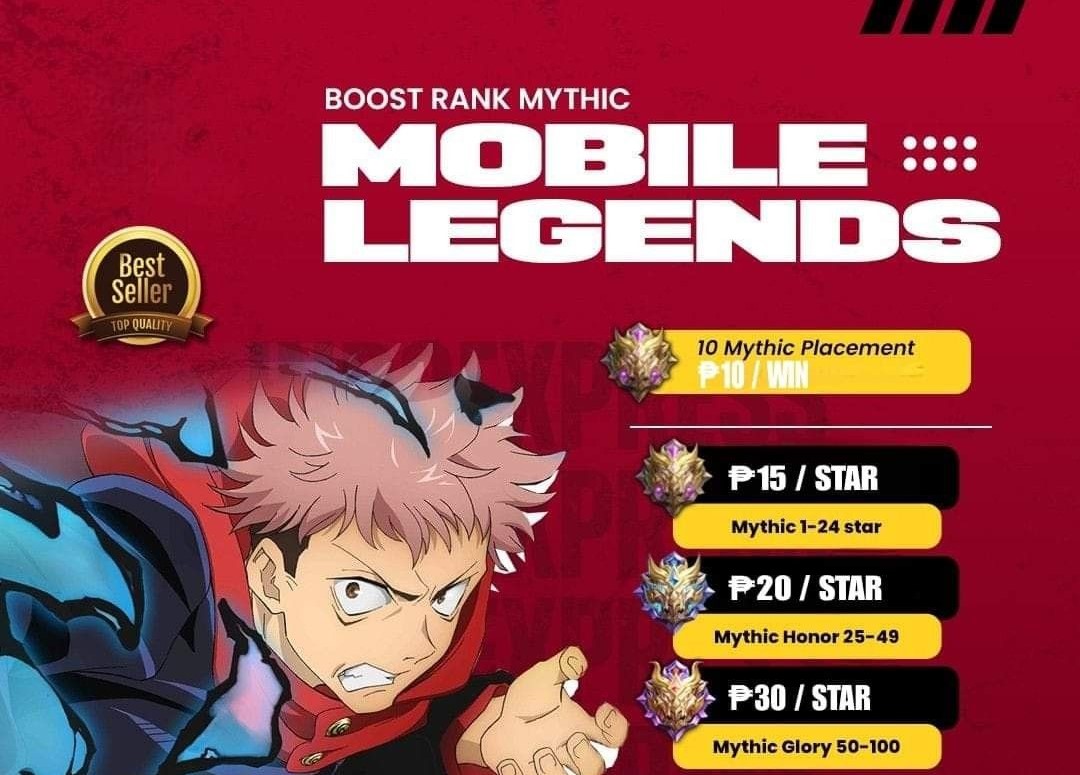 BOOST RANK MYTHIC
MOBILE
LEGENDS
Best
Seller
TOP QUALITY
10 Mythic Placement
₱10 / WIN
₱15 / STAR
Mythic 1-24 star
₱20 / STAR
Mythic Honor 25-49
₱30 / STAR
Mythic Glory 50-100